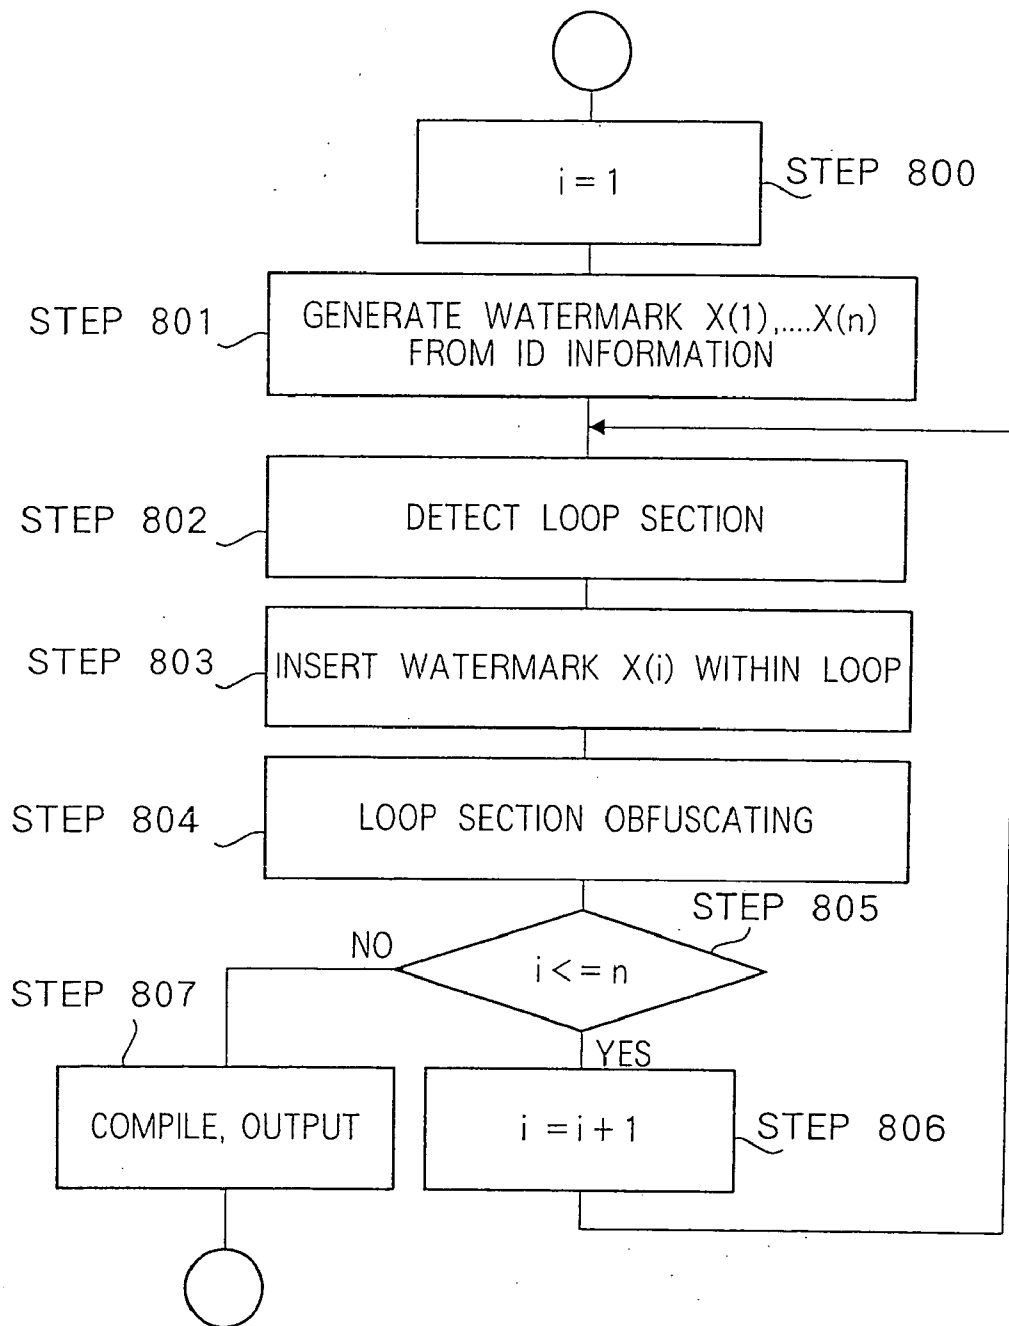 i = 1
STEP 800
STEP 801
GENERATE WATERMARK X(1),....X(n)
FROM ID INFORMATION
STEP 802
DETECT LOOP SECTION
STEP 803
INSERT WATERMARK X(i) WITHIN LOOP
STEP 804
LOOP SECTION OBFUSCATING
STEP 805
NO
i <= n
STEP 807
YES
COMPILE, OUTPUT
i = i + 1
STEP 806